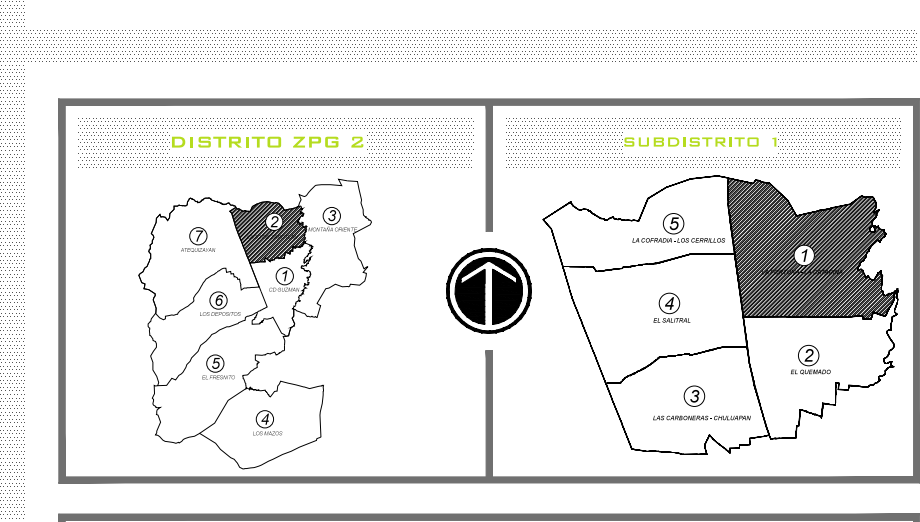 DISTRITO ZPG 2
SUBDISTRITO 1
7
ATEQUIZAYAN
2
3
MONTAÑA ORIENTE
1
CD GUZMAN
6
LOS DEPOSITOS
5
EL FRESNITO
4
LOS MAZOS
5
LA COFRADIA - LOS CERRILLOS
1
4
EL SALITRAL
2
EL QUEMADO
3
LAS CARBONERAS - CHULUAPAN